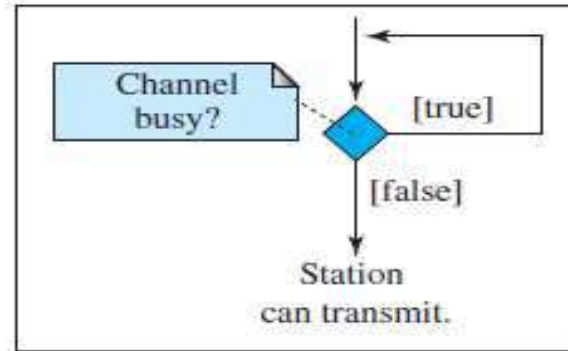 Channel
busy?
[true]
[false]
Station
can transmit.